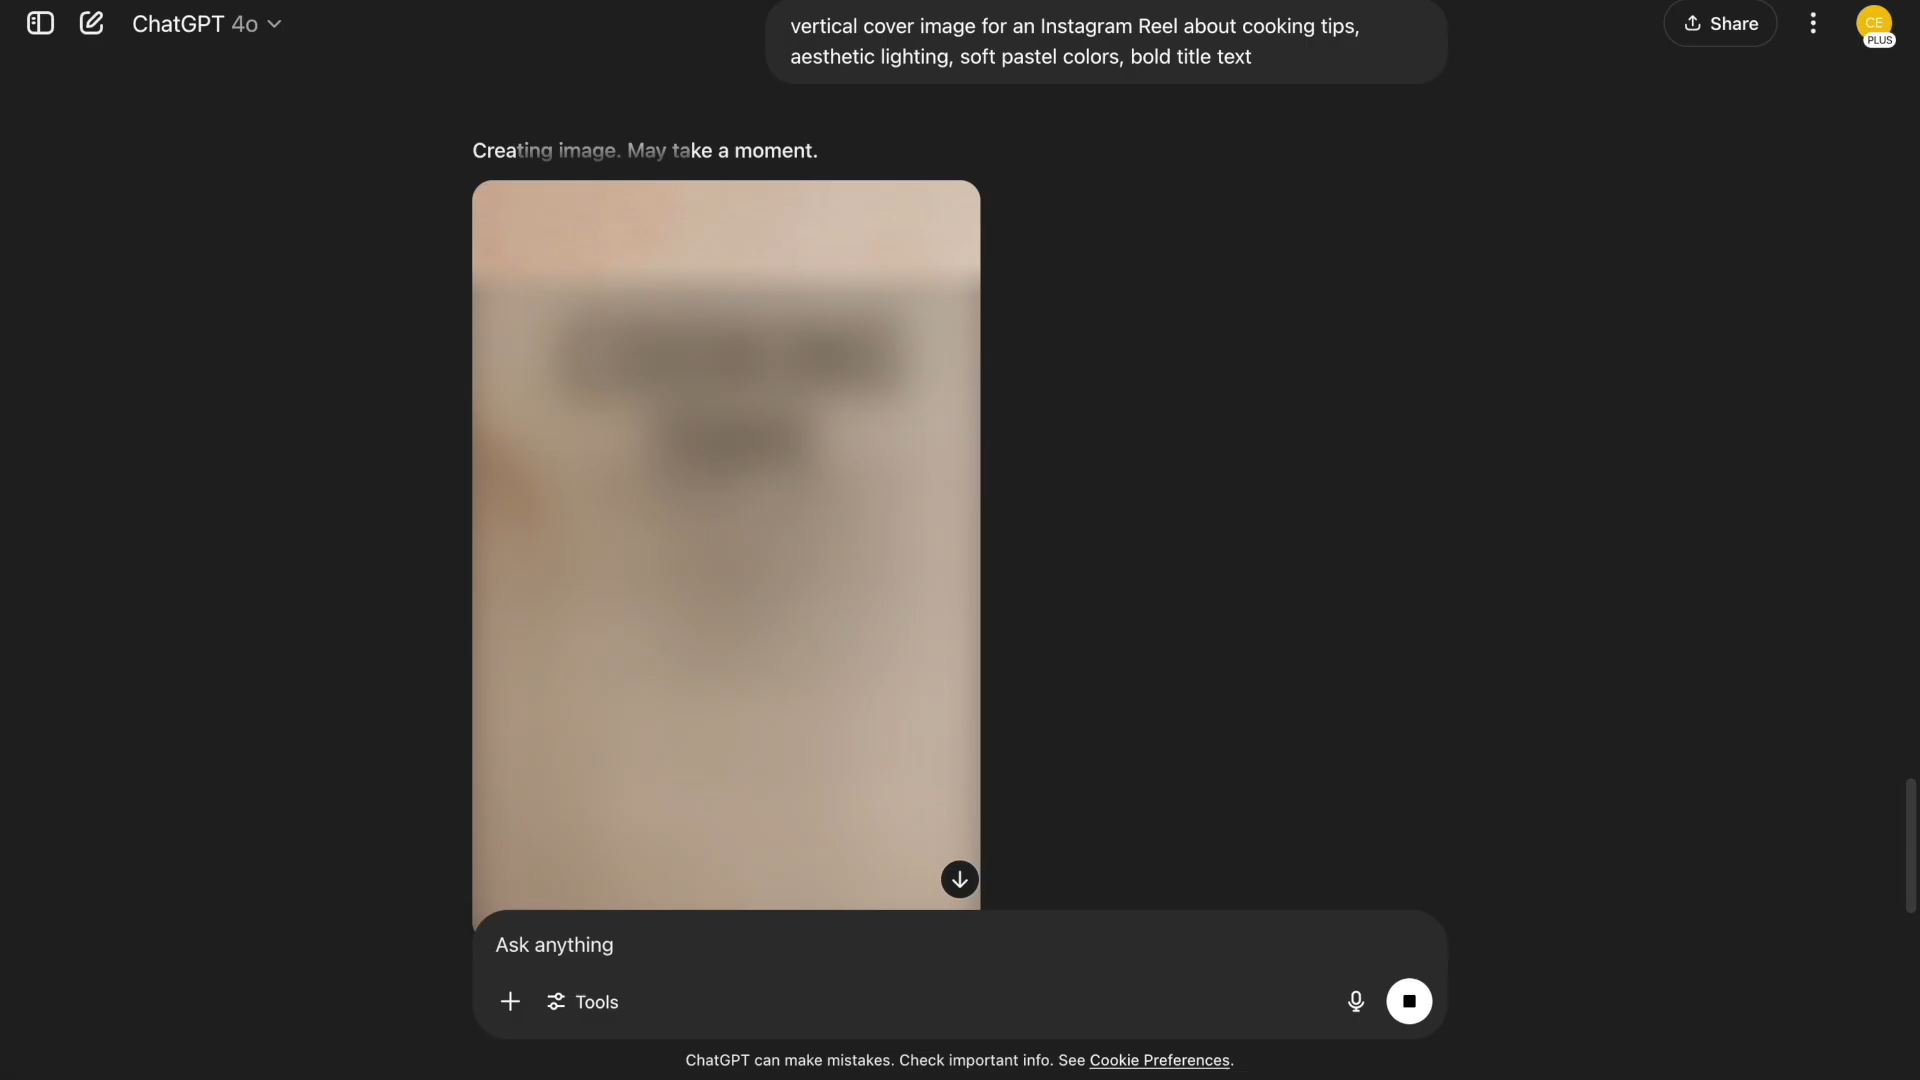 ChatGPT 4o
vertical cover image for an Instagram Reel about cooking tips,
aesthetic lighting, soft pastel colors, bold title text
Share
CE
PLUS
Creating image. May take a moment.
Ask anything
Tools
ChatGPT can make mistakes. Check important info. See Cookie Preferences.